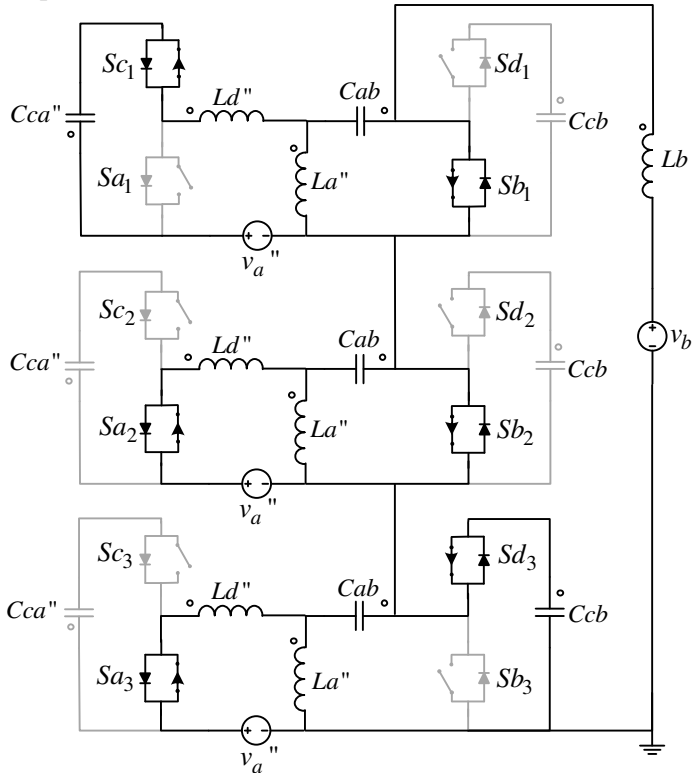 Sc₁
Sd₁
Ld"
Cab
Cca"
Ccb
Lb
Sa₁
La"
Sb₁
vₐ"
Sc₂
Sd₂
Cab
v_b
Cca"
Ld"
Ccb
Sa₂
La"
Sb₂
vₐ"
Sc₃
Sd₃
Cab
Cca"
Ld"
Ccb
Sa₃
La"
Sb₃
vₐ"